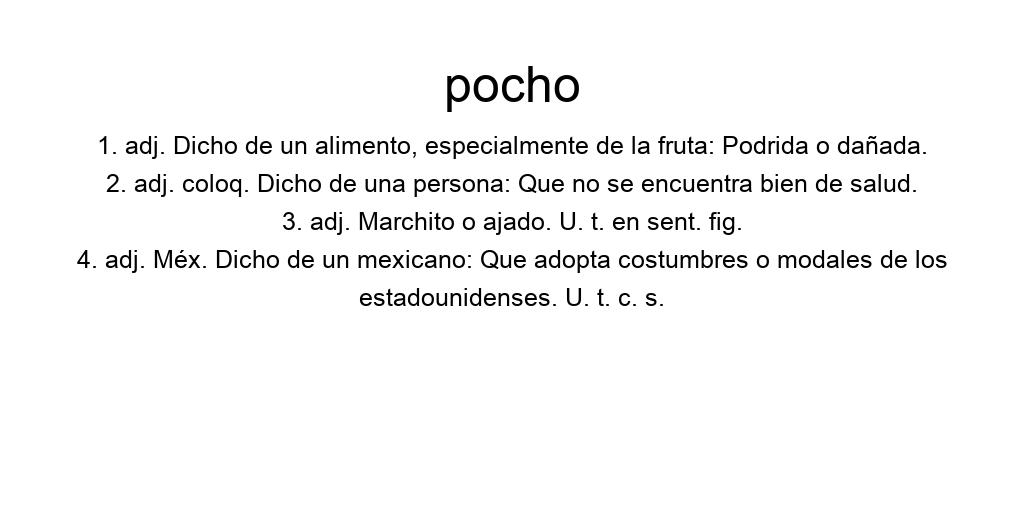 pocho
1. adj. Dicho de un alimento, especialmente de la fruta: Podrida o dañada.
2. adj. coloq. Dicho de una persona: Que no se encuentra bien de salud.
3. adj. Marchito o ajado. U. t. en sent. fig.
4. adj. Méx. Dicho de un mexicano: Que adopta costumbres o modales de los
estadounidenses. U. t. c. s.